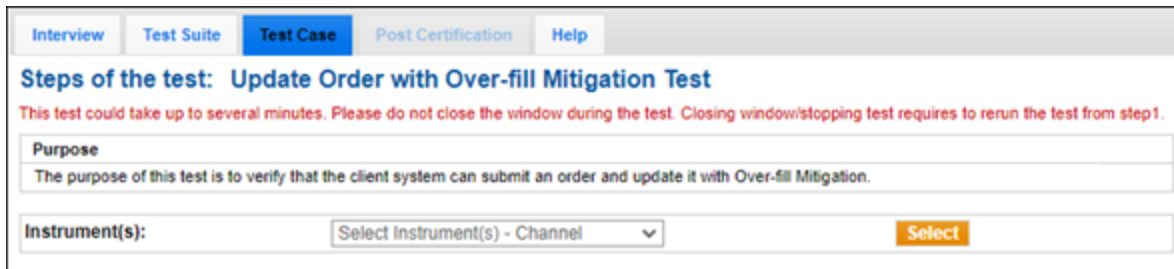 Interview Test Suite Test Case Post Certification Help
Steps of the test: Update Order with Over-fill Mitigation Test
This test could take up to several minutes. Please do not close the window during the test. Closing window/stopping test requires to rerun the test from step1.
Purpose
The purpose of this test is to verify that the client system can submit an order and update it with Over-fill Mitigation.
Instrument(s): Select Instrument(s) - Channel Select